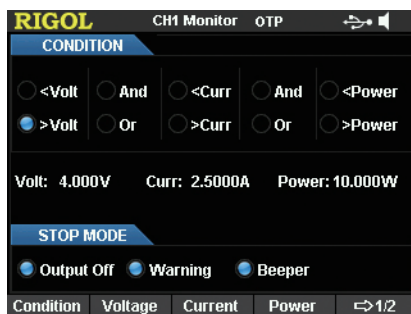 RIGOL CH1 Monitor OTP
CONDITION
<Volt And <Curr And <Power
>Volt Or >Curr Or >Power
Volt: 4.000V Curr: 2.5000A Power: 10.000W
STOP MODE
Output Off Warning Beeper
Condition Voltage Current Power ⇨1/2